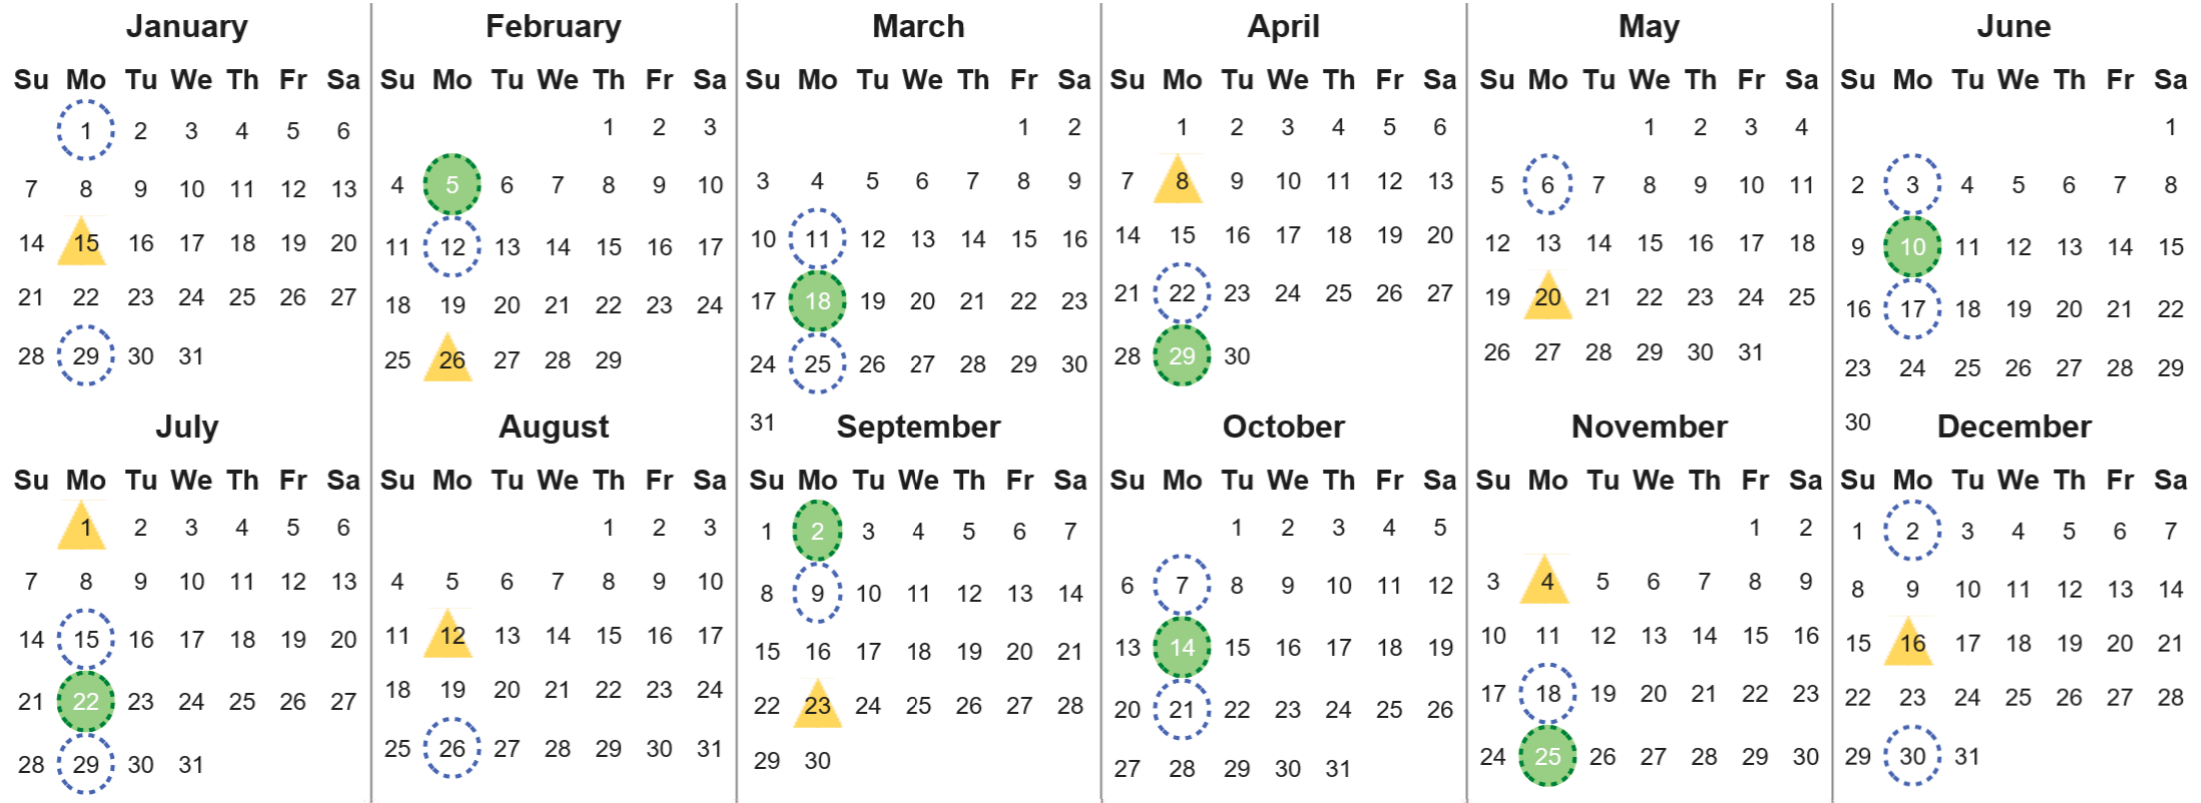 January
Su Mo Tu We Th Fr Sa
1 2 3 4 5 6
7 8 9 10 11 12 13
14 15 16 17 18 19 20
21 22 23 24 25 26 27
28 29 30 31
February
Su Mo Tu We Th Fr Sa
1 2 3
4 5 6 7 8 9 10
11 12 13 14 15 16 17
18 19 20 21 22 23 24
25 26 27 28 29
March
Su Mo Tu We Th Fr Sa
1 2
3 4 5 6 7 8 9
10 11 12 13 14 15 16
17 18 19 20 21 22 23
24 25 26 27 28 29 30
31
April
Su Mo Tu We Th Fr Sa
1 2 3 4 5 6
7 8 9 10 11 12 13
14 15 16 17 18 19 20
21 22 23 24 25 26 27
28 29 30
May
Su Mo Tu We Th Fr Sa
1 2 3 4
5 6 7 8 9 10 11
12 13 14 15 16 17 18
19 20 21 22 23 24 25
26 27 28 29 30 31
June
Su Mo Tu We Th Fr Sa
1
2 3 4 5 6 7 8
9 10 11 12 13 14 15
16 17 18 19 20 21 22
23 24 25 26 27 28 29
30
July
Su Mo Tu We Th Fr Sa
1 2 3 4 5 6
7 8 9 10 11 12 13
14 15 16 17 18 19 20
21 22 23 24 25 26 27
28 29 30 31
August
Su Mo Tu We Th Fr Sa
1 2 3
4 5 6 7 8 9 10
11 12 13 14 15 16 17
18 19 20 21 22 23 24
25 26 27 28 29 30 31
September
Su Mo Tu We Th Fr Sa
1 2 3 4 5 6 7
8 9 10 11 12 13 14
15 16 17 18 19 20 21
22 23 24 25 26 27 28
29 30
October
Su Mo Tu We Th Fr Sa
1 2 3 4 5
6 7 8 9 10 11 12
13 14 15 16 17 18 19
20 21 22 23 24 25 26
27 28 29 30 31
November
Su Mo Tu We Th Fr Sa
1 2
3 4 5 6 7 8 9
10 11 12 13 14 15 16
17 18 19 20 21 22 23
24 25 26 27 28 29 30
December
Su Mo Tu We Th Fr Sa
1 2 3 4 5 6 7
8 9 10 11 12 13 14
15 16 17 18 19 20 21
22 23 24 25 26 27 28
29 30 31